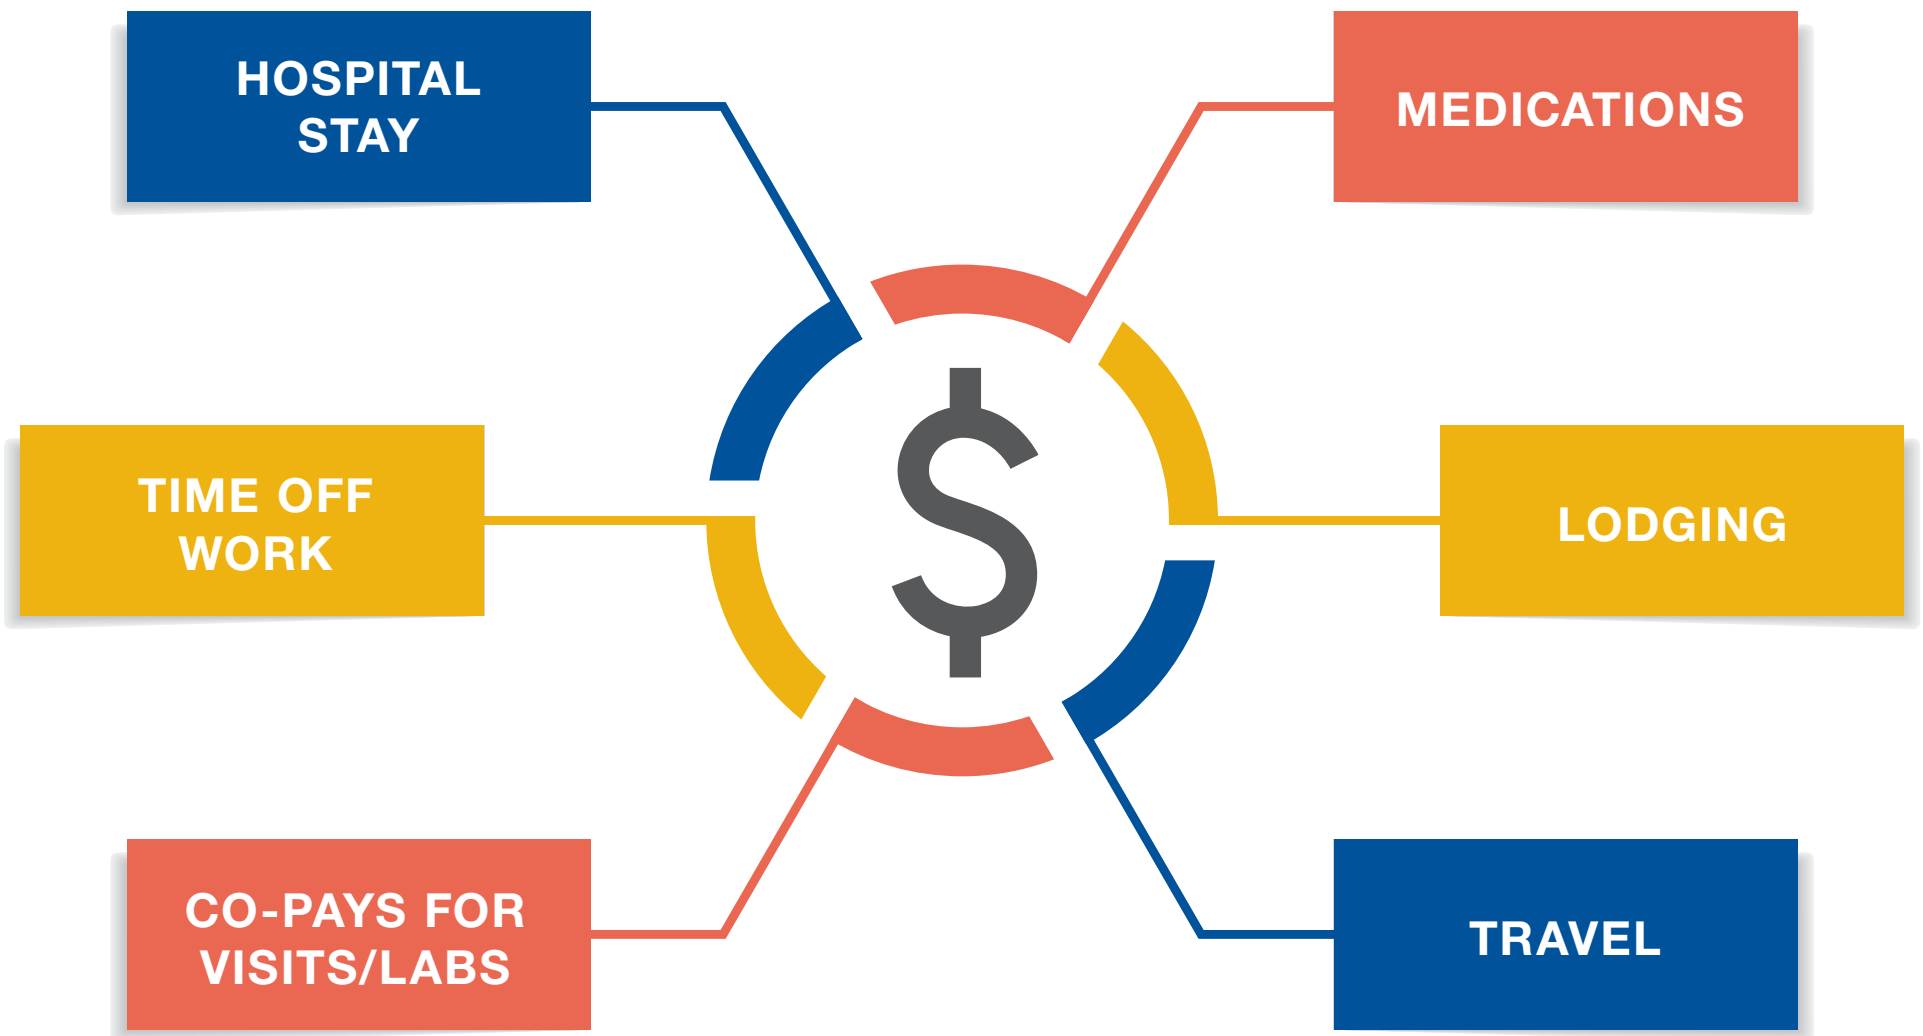 HOSPITAL
STAY
MEDICATIONS
TIME OFF
WORK
$
LODGING
CO-PAYS FOR
VISITS/LABS
TRAVEL